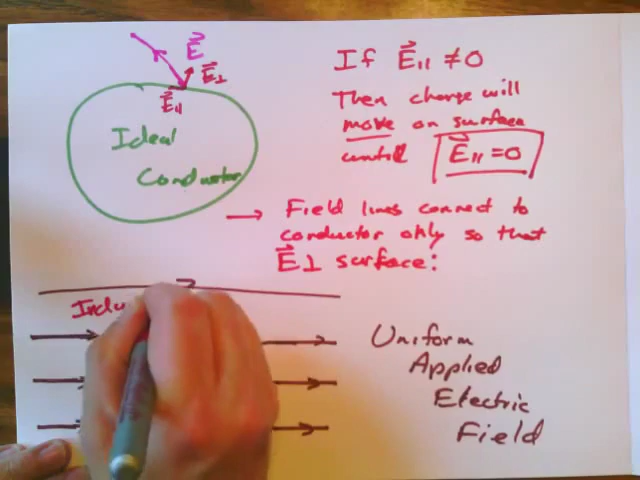 E⃗
E⃗⊥
E⃗||
Ideal
Conductor
If E⃗|| ≠ 0
Then charge will
move on surface
until E⃗|| = 0
→ Field lines connect to
conductor only so that
E⃗ ⊥ surface:
Uniform
Applied
Electric
Field